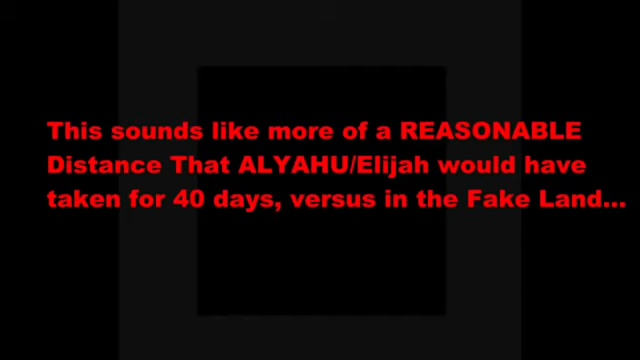 This sounds like more of a REASONABLE
Distance That ALYAHU/Elijah would have
taken for 40 days, versus in the Fake Land...